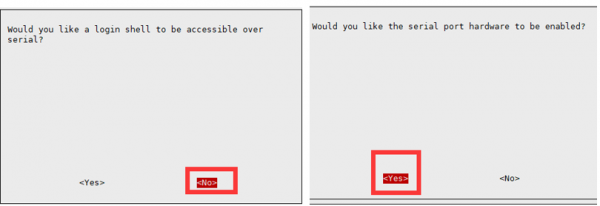 Would you like a login shell to be accessible over
serial?
<Yes>
<No>
Would you like the serial port hardware to be enabled?
<Yes>
<No>